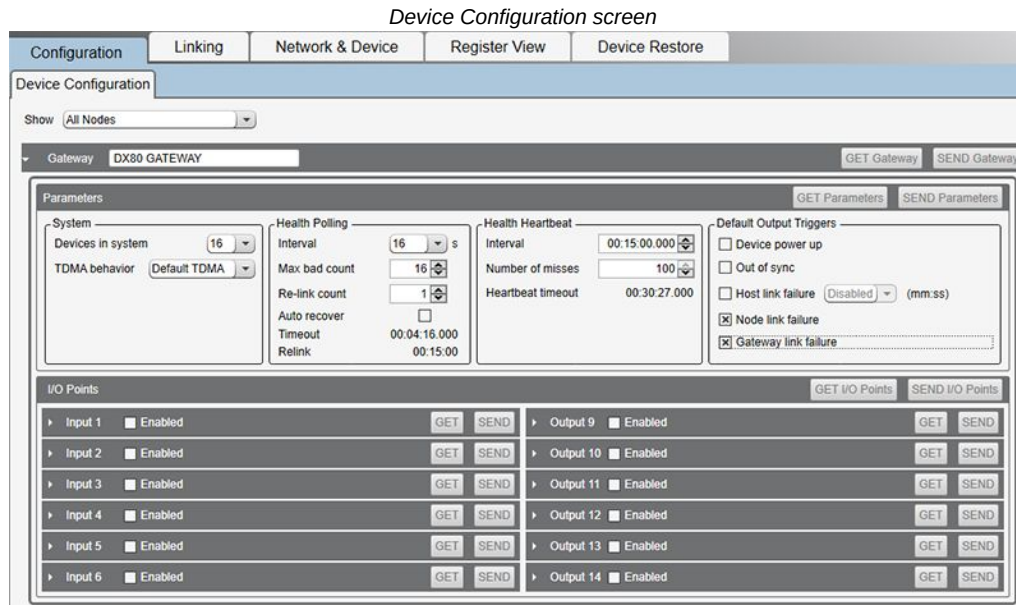 Device Configuration screen
Configuration Linking Network & Device Register View Device Restore
Device Configuration
Show All Nodes
Gateway DX80 GATEWAY GET Gateway SEND Gateway
Parameters GET Parameters SEND Parameters
System
Devices in system 16
TDMA behavior Default TDMA
Health Polling
Interval 16 s
Max bad count 16
Re-link count 1
Auto recover
Timeout 00:04:16.000
Relink 00:15:00
Health Heartbeat
Interval 00:15:00.000
Number of misses 100
Heartbeat timeout 00:30:27.000
Default Output Triggers
Device power up
Out of sync
Host link failure Disabled (mm:ss)
Node link failure
Gateway link failure
I/O Points GET I/O Points SEND I/O Points
Input 1 Enabled GET SEND Output 9 Enabled GET SEND
Input 2 Enabled GET SEND Output 10 Enabled GET SEND
Input 3 Enabled GET SEND Output 11 Enabled GET SEND
Input 4 Enabled GET SEND Output 12 Enabled GET SEND
Input 5 Enabled GET SEND Output 13 Enabled GET SEND
Input 6 Enabled GET SEND Output 14 Enabled GET SEND